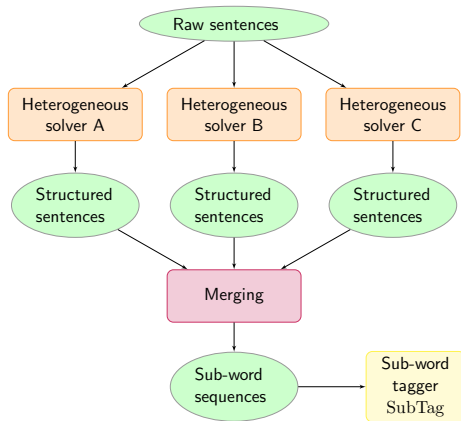 Raw sentences
Heterogeneous
solver A
Heterogeneous
solver B
Heterogeneous
solver C
Structured
sentences
Structured
sentences
Structured
sentences
Merging
Sub-word
sequences
Sub-word
tagger
SubTag